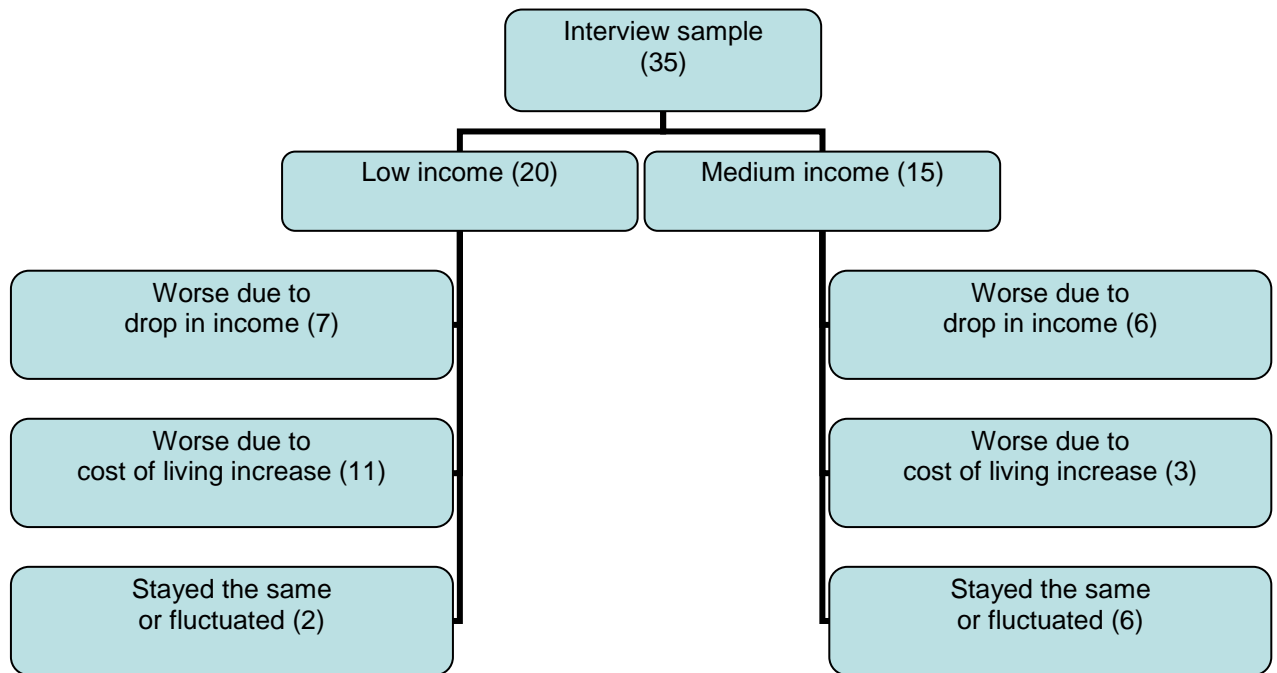 Interview sample
(35)
Low income (20)
Medium income (15)
Worse due to
drop in income (7)
Worse due to
cost of living increase (11)
Stayed the same
or fluctuated (2)
Worse due to
drop in income (6)
Worse due to
cost of living increase (3)
Stayed the same
or fluctuated (6)